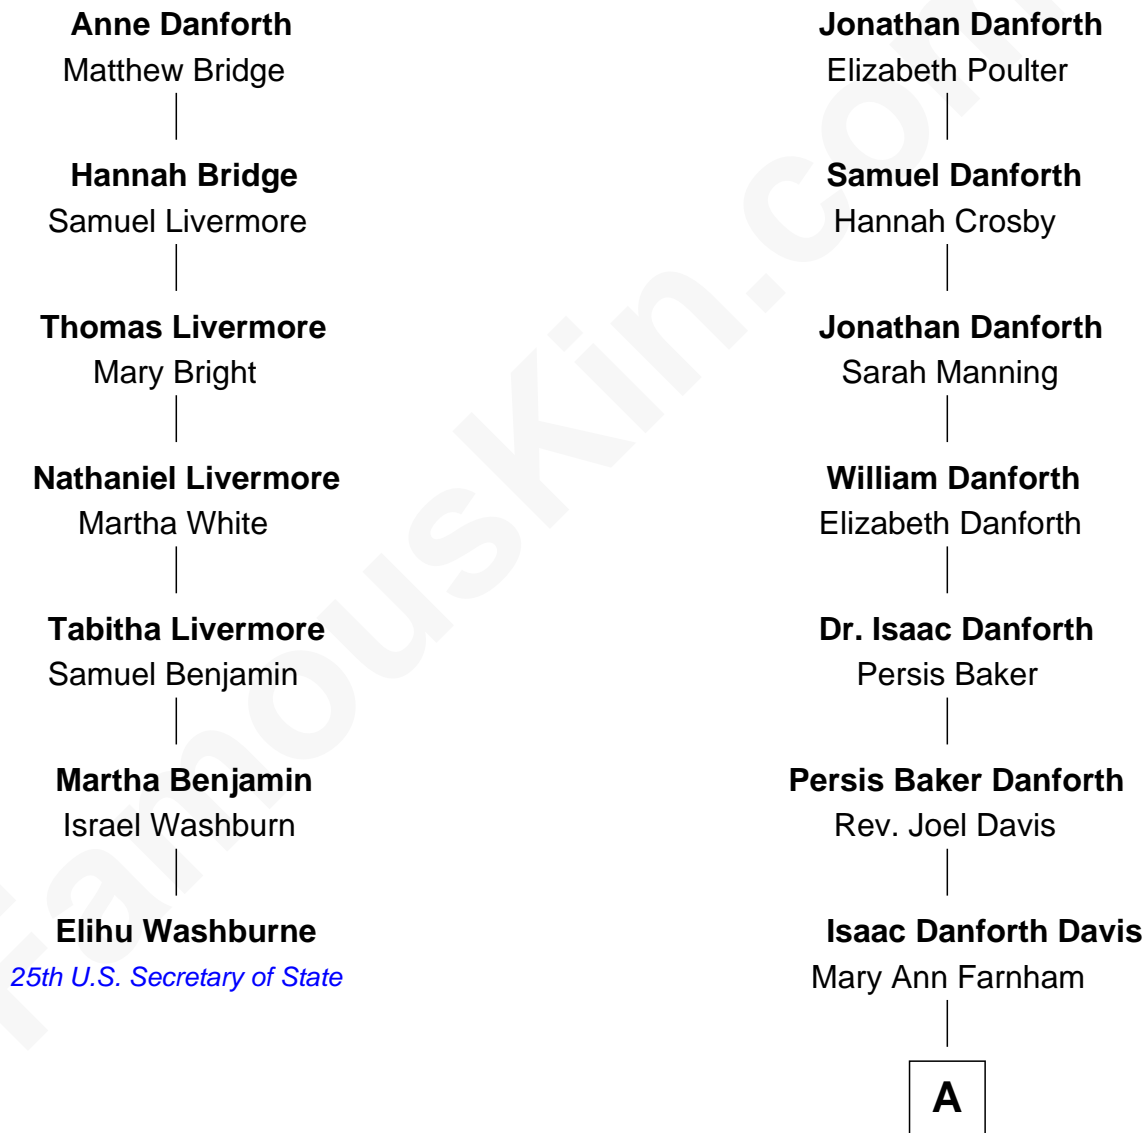 Anne Danforth
Matthew Bridge
Hannah Bridge
Samuel Livermore
Thomas Livermore
Mary Bright
Nathaniel Livermore
Martha White
Tabitha Livermore
Samuel Benjamin
Martha Benjamin
Israel Washburn
Elihu Washburne
25th U.S. Secretary of State
Jonathan Danforth
Elizabeth Poulter
Samuel Danforth
Hannah Crosby
Jonathan Danforth
Sarah Manning
William Danforth
Elizabeth Danforth
Dr. Isaac Danforth
Persis Baker
Persis Baker Danforth
Rev. Joel Davis
Isaac Danforth Davis
Mary Ann Farnham
A
FamousKin.com